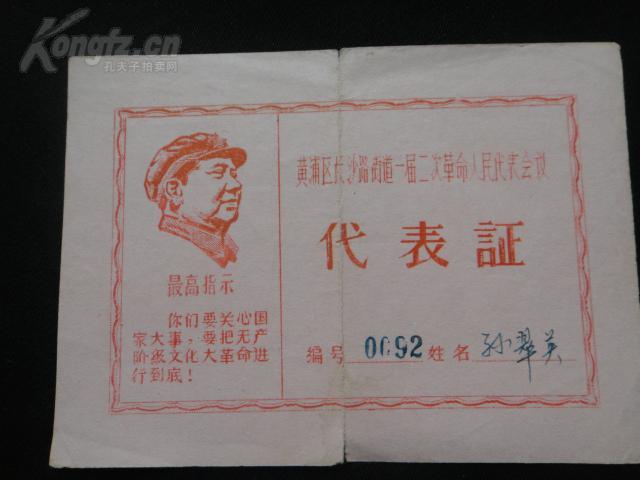 Kongfz.cn
孔夫子拍卖网
最高指示
你们要关心国
家大事，要把无产
阶级文化大革命进
行到底！
黄浦区长沙路街道一届二次革命人民代表会议
代表証
编号 0092 姓名 孙翠英